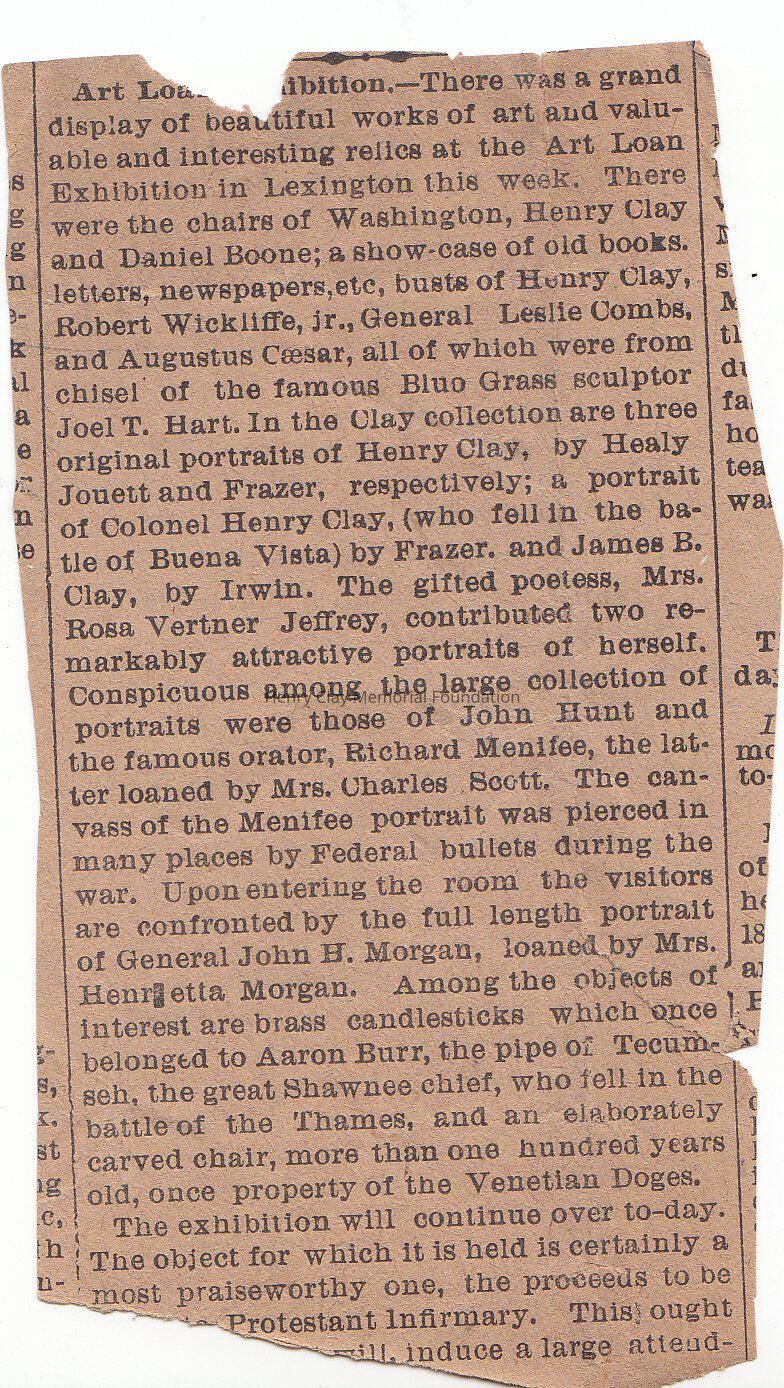 Art Loa ibition.—There was a grand
display of beautiful works of art and valu-
able and interesting relics at the Art Loan
Exhibition in Lexington this week. There
were the chairs of Washington, Henry Clay
and Daniel Boone; a show-case of old books.
letters, newspapers,etc, busts of Henry Clay,
Robert Wickliffe, jr., General Leslie Combs,
and Augustus Cæsar, all of which were from
chisel of the famous Bluo Grass sculptor
Joel T. Hart. In the Clay collection are three
original portraits of Henry Clay, by Healy
Jouett and Frazer, respectively; a portrait
of Colonel Henry Clay, (who fell in the ba-
tle of Buena Vista) by Frazer. and James B.
Clay, by Irwin. The gifted poetess, Mrs.
Rosa Vertner Jeffrey, contributed two re-
markably attractive portraits of herself.
Conspicuous among the large collection of
Henry Clay Memorial Foundation
portraits were those of John Hunt and
the famous orator, Richard Menifee, the lat-
ter loaned by Mrs. Charles Scott. The can-
vass of the Menifee portrait was pierced in
many places by Federal bullets during the
war. Upon entering the room the visitors
are confronted by the full length portrait
of General John H. Morgan, loaned by Mrs.
Henrietta Morgan. Among the objects of
interest are brass candlesticks which once
belonged to Aaron Burr, the pipe of Tecum-
seh, the great Shawnee chief, who fell in the
battle of the Thames, and an elaborately
carved chair, more than one hundred years
old, once property of the Venetian Doges.
The exhibition will continue over to-day.
The object for which it is held is certainly a
most praiseworthy one, the proceeds to be
Protestant Infirmary. This ought
will, induce a large attend-